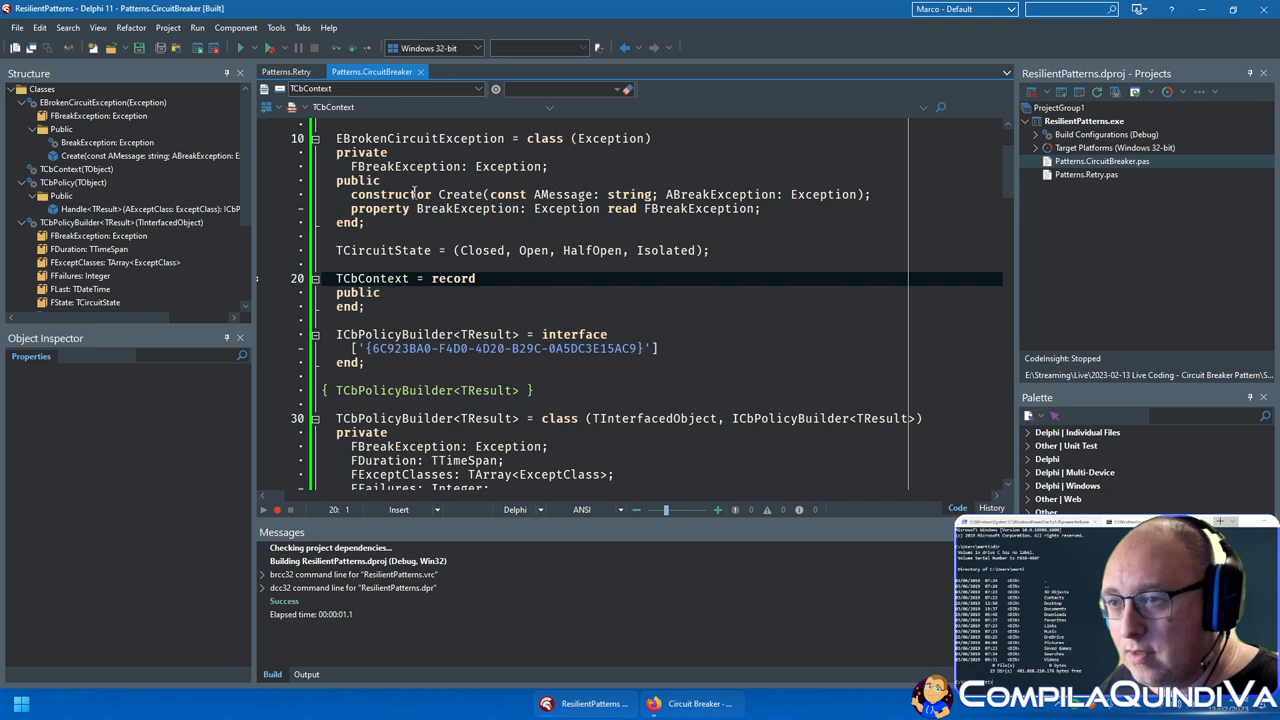 ResilientPatterns - Delphi 11 - Patterns.CircuitBreaker [Built]
Marco - Default
File Edit Search View Refactor Project Run Component Tools Tabs Help
Windows 32-bit
Structure
Classes
EBrokenCircuitException(Exception)
FBreakException: Exception
Public
BreakException: Exception
Create(const AMessage: string; ABreakException: E
TCbContext(TObject)
TCbPolicy(TObject)
Public
Handle<TResult>(AExceptClass: ExceptClass): ICbP
TCbPolicyBuilder<TResult>(TInterfacedObject)
FBreakException: Exception
FDuration: TTimeSpan
FExceptClasses: TArray<ExceptClass>
FFailures: Integer
FLast: TDateTime
FState: TCircuitState
Object Inspector
Properties
Patterns.Retry
Patterns.CircuitBreaker
TCbContext
TCbContext
10 EBrokenCircuitException = class (Exception)
private
FBreakException: Exception;
public
constructor Create(const AMessage: string; ABreakException: Exception);
property BreakException: Exception read FBreakException;
end;
TCircuitState = (Closed, Open, HalfOpen, Isolated);
20 TCbContext = record
public
end;
ICbPolicyBuilder<TResult> = interface
['{6C923BA0-F4D0-4D20-B29C-0A5DC3E15AC9}']
end;
{ TCbPolicyBuilder<TResult> }
30 TCbPolicyBuilder<TResult> = class (TInterfacedObject, ICbPolicyBuilder<TResult>)
private
FBreakException: Exception;
FDuration: TTimeSpan;
FExceptClasses: TArray<ExceptClass>;
FFailures: Integer;
20: 1 Insert Delphi ANSI 0 0 0 Code History
Messages
Checking project dependencies...
Building ResilientPatterns.dproj (Debug, Win32)
brcc32 command line for "ResilientPatterns.vrc"
dcc32 command line for "ResilientPatterns.dpr"
Success
Elapsed time: 00:00:01.
Build Output
ResilientPatterns.dproj - Projects
ProjectGroup1
ResilientPatterns.exe
Build Configurations (Debug)
Target Platforms (Windows 32-bit)
Patterns.CircuitBreaker.pas
Patterns.Retry.pas
CodeInsight: Stopped
E:\Streaming\Live\2023-02-13 Live Coding - Circuit Breaker Pattern\S...
Palette
Delphi | Individual Files
Other | Unit Test
Delphi
Delphi | Multi-Device
Delphi | Windows
Other | Web
Other
ResilientPatterns ...
Circuit Breaker - ...
CompilaQuindiVa